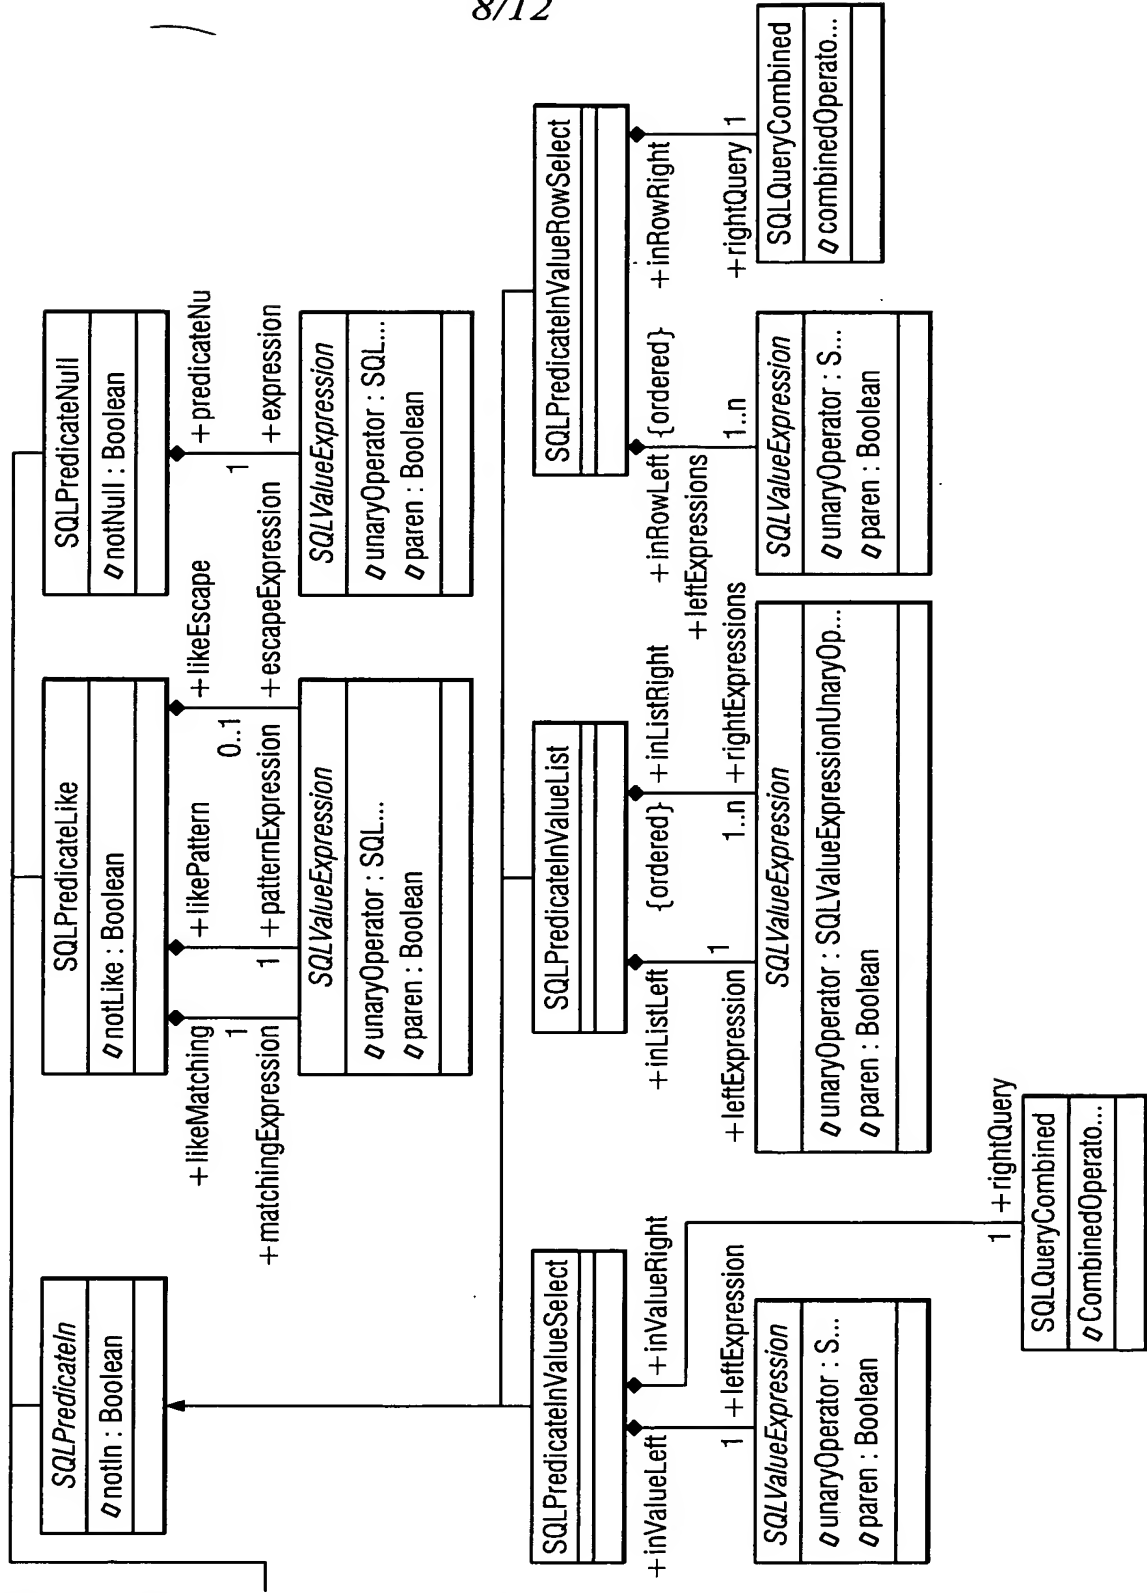 8/12
SQLPredicateIn
notIn : Boolean
SQLPredicateLike
notLike : Boolean
SQLPredicateNull
notNull : Boolean
+likeMatching
1
+matchingExpression
+likePattern
1
+patternExpression
+likeEscape
0..1
+escapeExpression
+predicateNu
1
+expression
SQLValueExpression
unaryOperator : SQL...
paren : Boolean
SQLValueExpression
unaryOperator : SQL...
paren : Boolean
SQLPredicateInValueSelect
SQLPredicateInValueList
SQLPredicateInValueRowSelect
+inValueLeft
1
+leftExpression
+inValueRight
+inListLeft
1
+leftExpression
{ordered}
+inListRight
1..n
+rightExpressions
+inRowLeft
{ordered}
+leftExpressions
1..n
+inRowRight
+rightQuery
1
SQLValueExpression
unaryOperator : S...
paren : Boolean
SQLValueExpression
unaryOperator : SQLValueExpressionUnaryOp...
paren : Boolean
SQLValueExpression
unaryOperator : S...
paren : Boolean
SQLQueryCombined
combinedOperato...
1
+rightQuery
SQLQueryCombined
CombinedOperato...